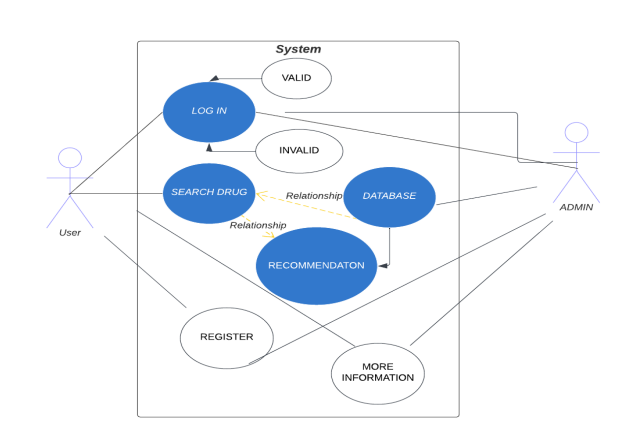 System
VALID
LOG IN
INVALID
SEARCH DRUG
Relationship
DATABASE
ADMIN
User
Relationship
RECOMMENDATON
REGISTER
MORE
INFORMATION